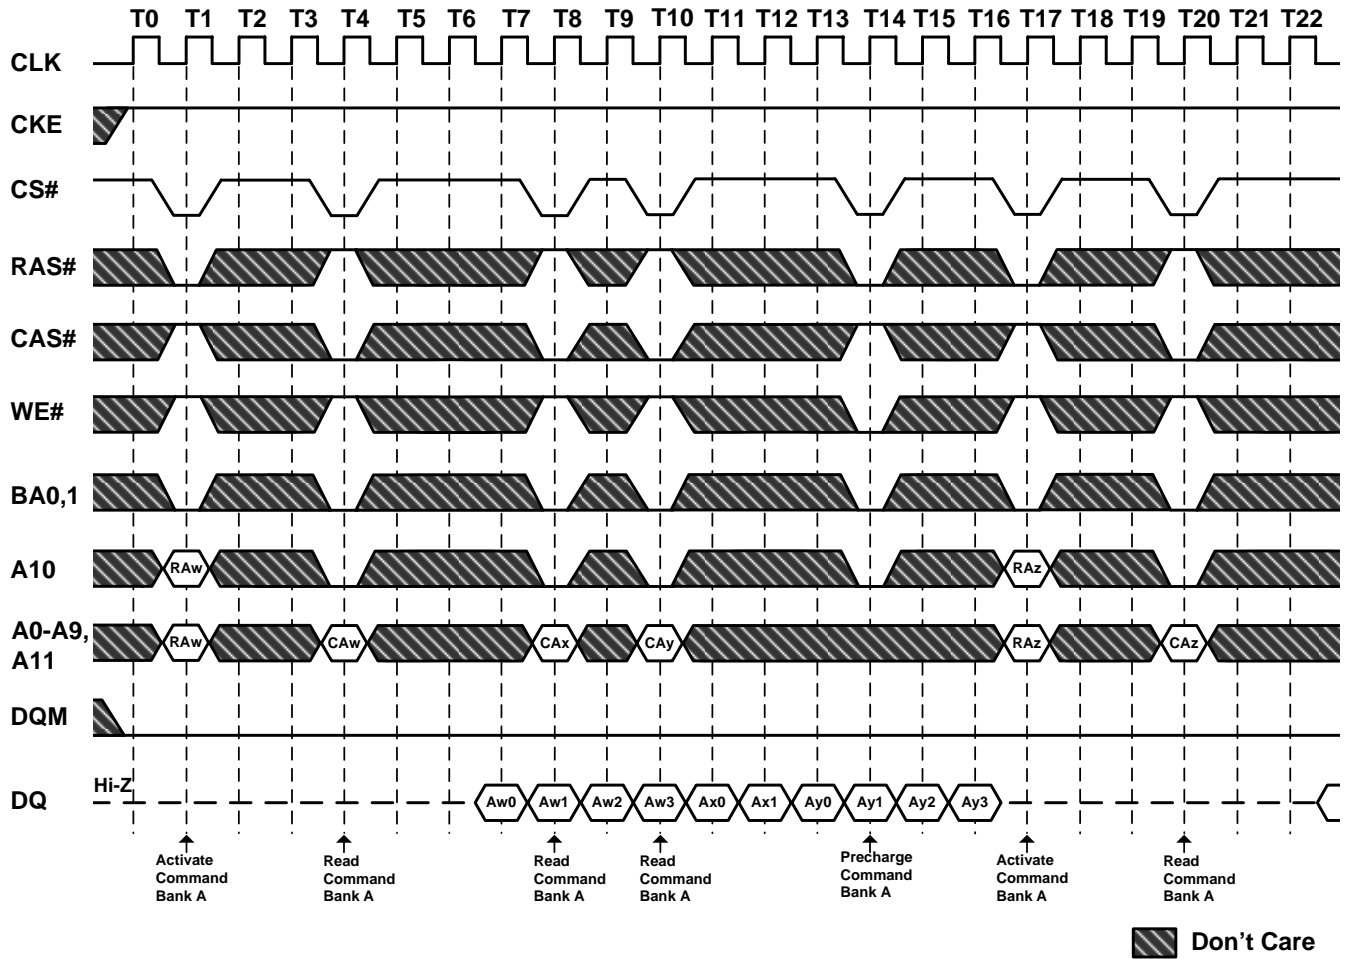 T0 T1 T2 T3 T4 T5 T6 T7 T8 T9 T10 T11 T12 T13 T14 T15 T16 T17 T18 T19 T20 T21 T22
CLK
CKE
CS#
RAS#
CAS#
WE#
BA0,1
A10 RAw RAz
A0-A9,
A11
RAw CAw CAx CAy RAz CAz
DQM
Hi-Z
DQ Aw0 Aw1 Aw2 Aw3 Ax0 Ax1 Ay0 Ay1 Ay2 Ay3
Activate
Command
Bank A
Read
Command
Bank A
Read
Command
Bank A
Read
Command
Bank A
Precharge
Command
Bank A
Activate
Command
Bank A
Read
Command
Bank A
Don't Care